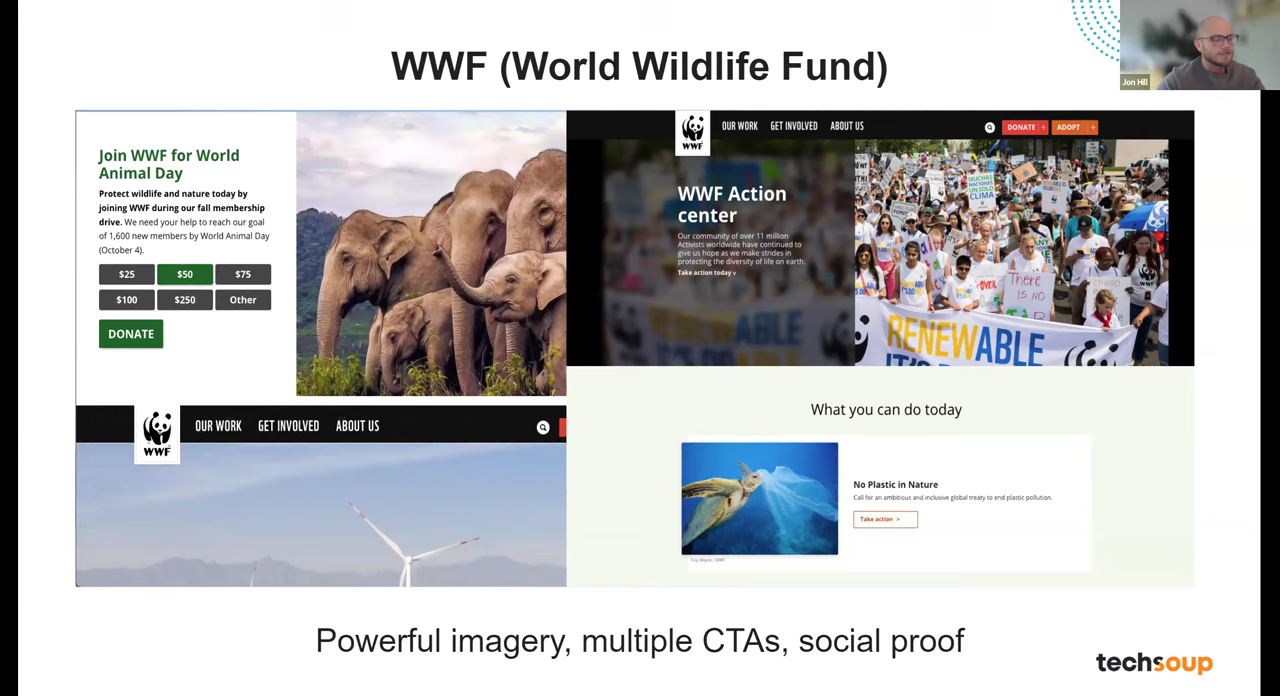 WWF (World Wildlife Fund)
Jon Hill
Join WWF for World
Animal Day
Protect wildlife and nature today by
joining WWF during our fall membership
drive. We need your help to reach our goal
of 1,600 new members by World Animal Day
(October 4).
$25 $50 $75
$100 $250 Other
DONATE
WWF
OUR WORK GET INVOLVED ABOUT US
WWF
OUR WORK GET INVOLVED ABOUT US
DONATE + ADOPT +
WWF Action
center
Our community of over 11 million
Activists worldwide have continued to
give us hope as we make strides in
protecting the diversity of life on earth.
Take action today v
MUCHAS
NACIONES
UN SOLO
CLIMA
There
IS NO
RENEWABLE
IT'S
What you can do today
No Plastic in Nature
Call for an ambitious and inclusive global treaty to end plastic pollution.
Take action >
Powerful imagery, multiple CTAs, social proof
techsoup